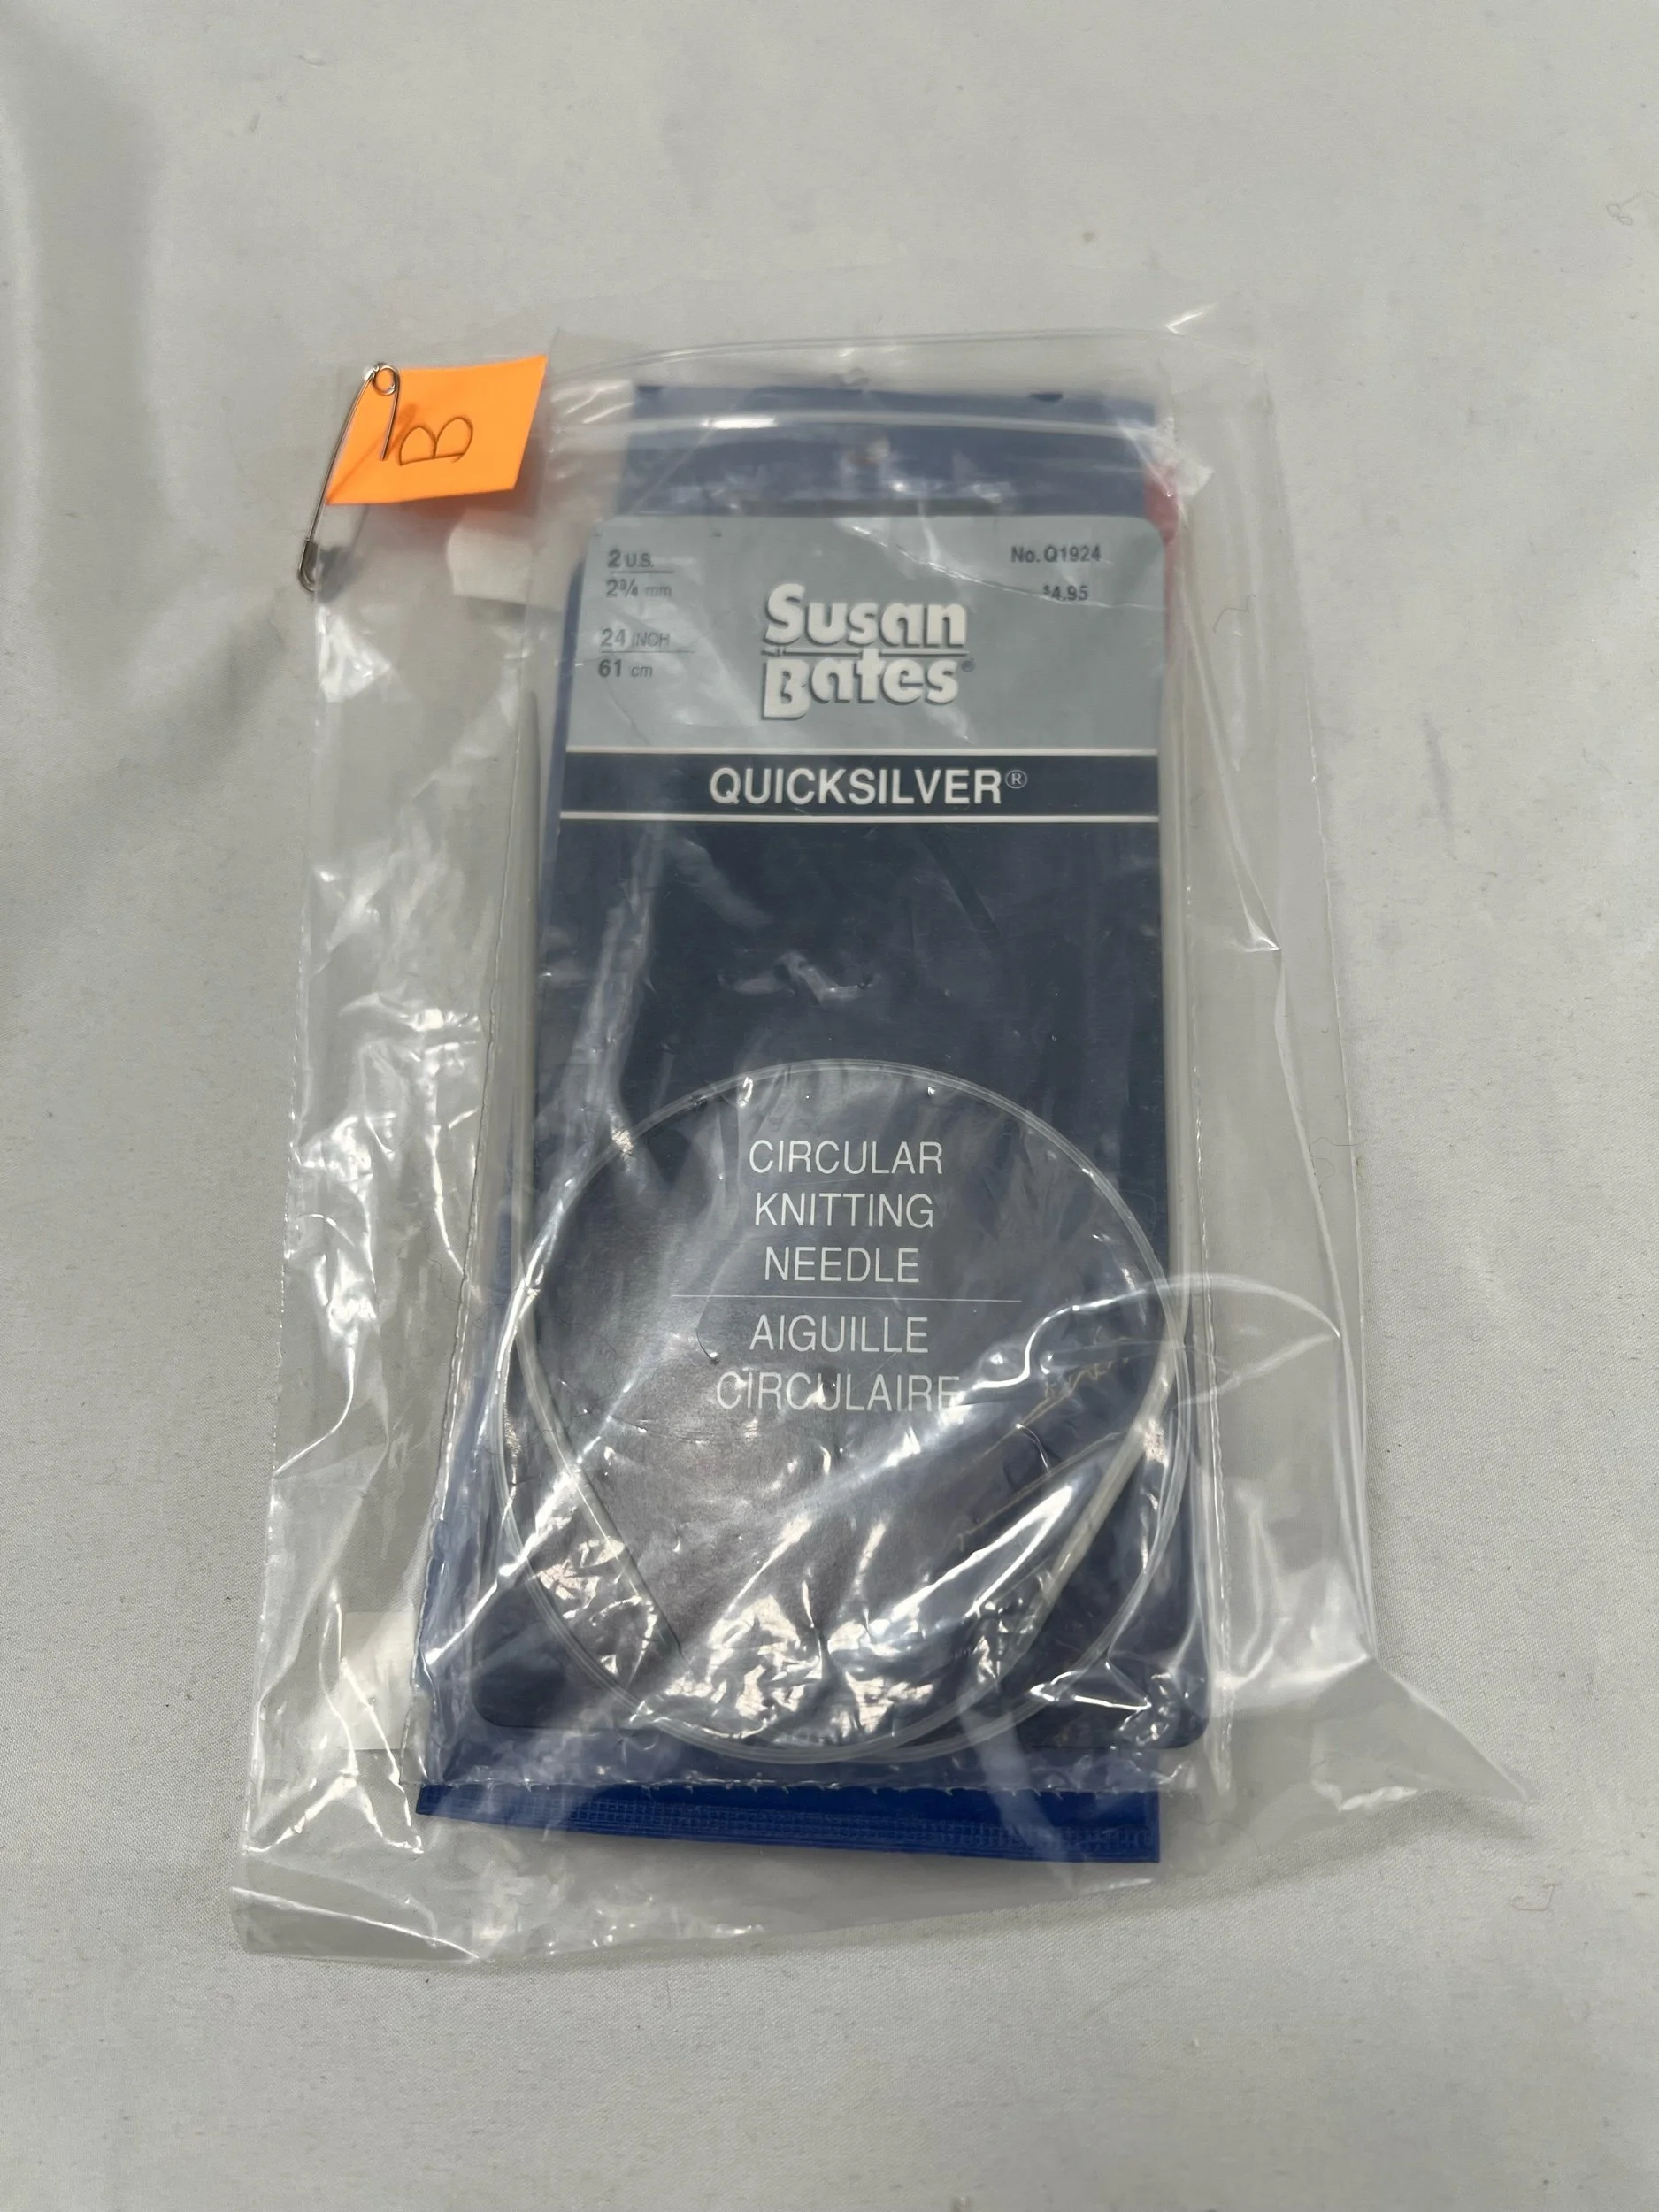 B
2 U.S.
2¾ mm
24 INCH
61 cm
No. Q1924
$4.95
Susan
Bates®
QUICKSILVER®
CIRCULAR
KNITTING
NEEDLE
AIGUILLE
CIRCULAIRE